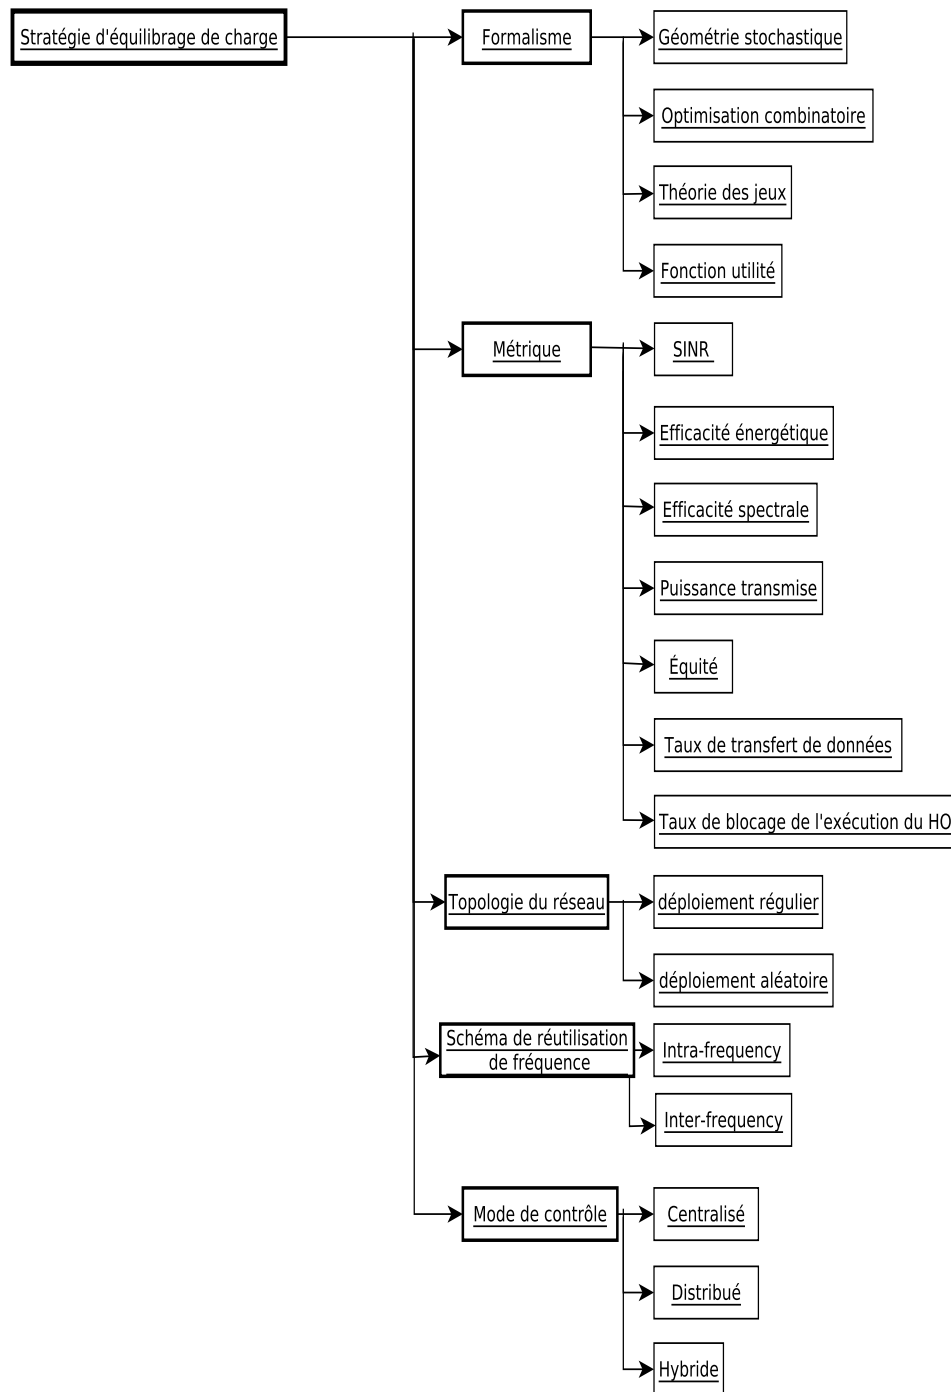 Stratégie d'équilibrage de charge
Formalisme
Géométrie stochastique
Optimisation combinatoire
Théorie des jeux
Fonction utilité
Métrique
SINR
Efficacité énergétique
Efficacité spectrale
Puissance transmise
Équité
Taux de transfert de données
Taux de blocage de l'exécution du HO
Topologie du réseau
déploiement régulier
déploiement aléatoire
Schéma de réutilisation
de fréquence
Intra-frequency
Inter-frequency
Mode de contrôle
Centralisé
Distribué
Hybride